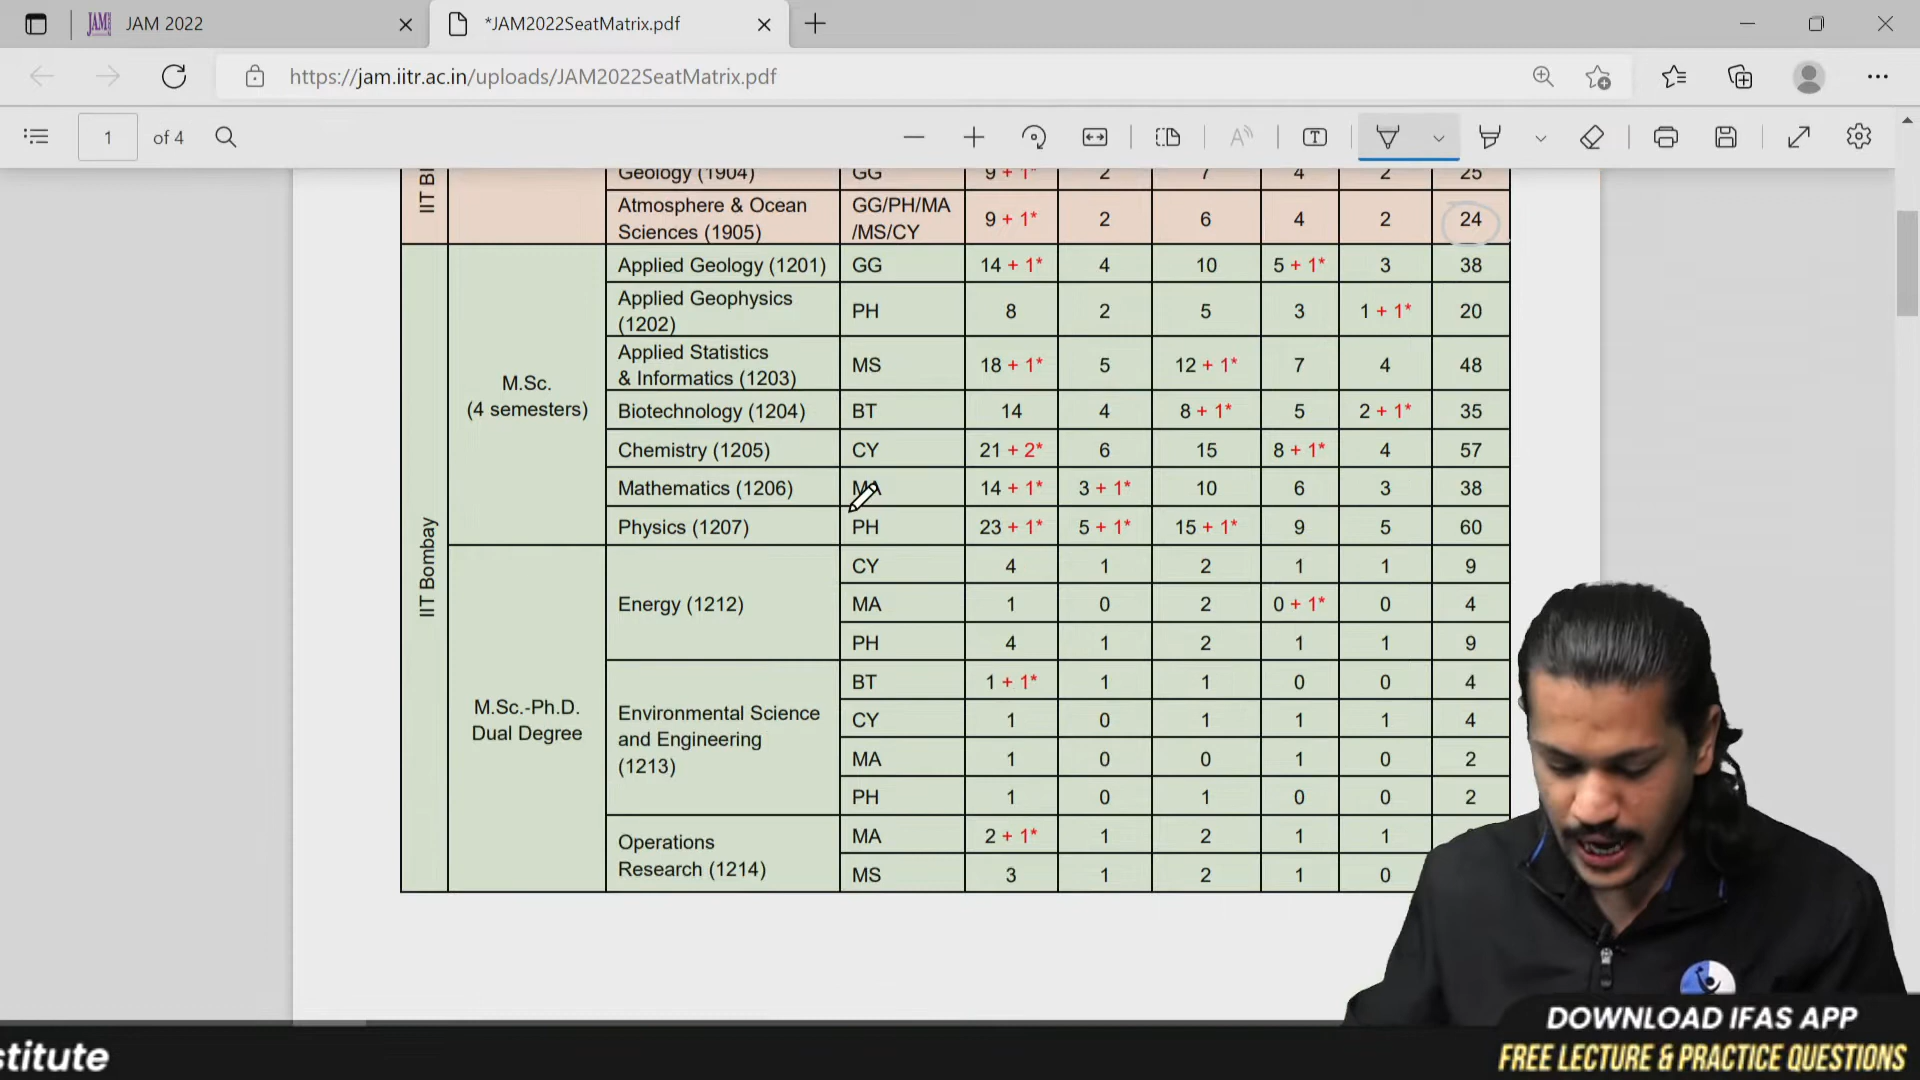 JAM 2022
*JAM2022SeatMatrix.pdf
https://jam.iitr.ac.in/uploads/JAM2022SeatMatrix.pdf
1 of 4
Geology (1904) GG 9 + 1* 2 7 4 2 25
Atmosphere & Ocean Sciences (1905) GG/PH/MA/MS/CY 9 + 1* 2 6 4 2 24
IIT Bombay
M.Sc.
(4 semesters)
Applied Geology (1201) GG 14 + 1* 4 10 5 + 1* 3 38
Applied Geophysics (1202) PH 8 2 5 3 1 + 1* 20
Applied Statistics & Informatics (1203) MS 18 + 1* 5 12 + 1* 7 4 48
Biotechnology (1204) BT 14 4 8 + 1* 5 2 + 1* 35
Chemistry (1205) CY 21 + 2* 6 15 8 + 1* 4 57
Mathematics (1206) MA 14 + 1* 3 + 1* 10 6 3 38
Physics (1207) PH 23 + 1* 5 + 1* 15 + 1* 9 5 60
M.Sc.-Ph.D.
Dual Degree
Energy (1212)
CY 4 1 2 1 1 9
MA 1 0 2 0 + 1* 0 4
PH 4 1 2 1 1 9
Environmental Science
and Engineering
(1213)
BT 1 + 1* 1 1 0 0 4
CY 1 0 1 1 1 4
MA 1 0 0 1 0 2
PH 1 0 1 0 0 2
Operations
Research (1214)
MA 2 + 1* 1 2 1 1
MS 3 1 2 1 0
DOWNLOAD IFAS APP
FREE LECTURE & PRACTICE QUESTIONS
stitute